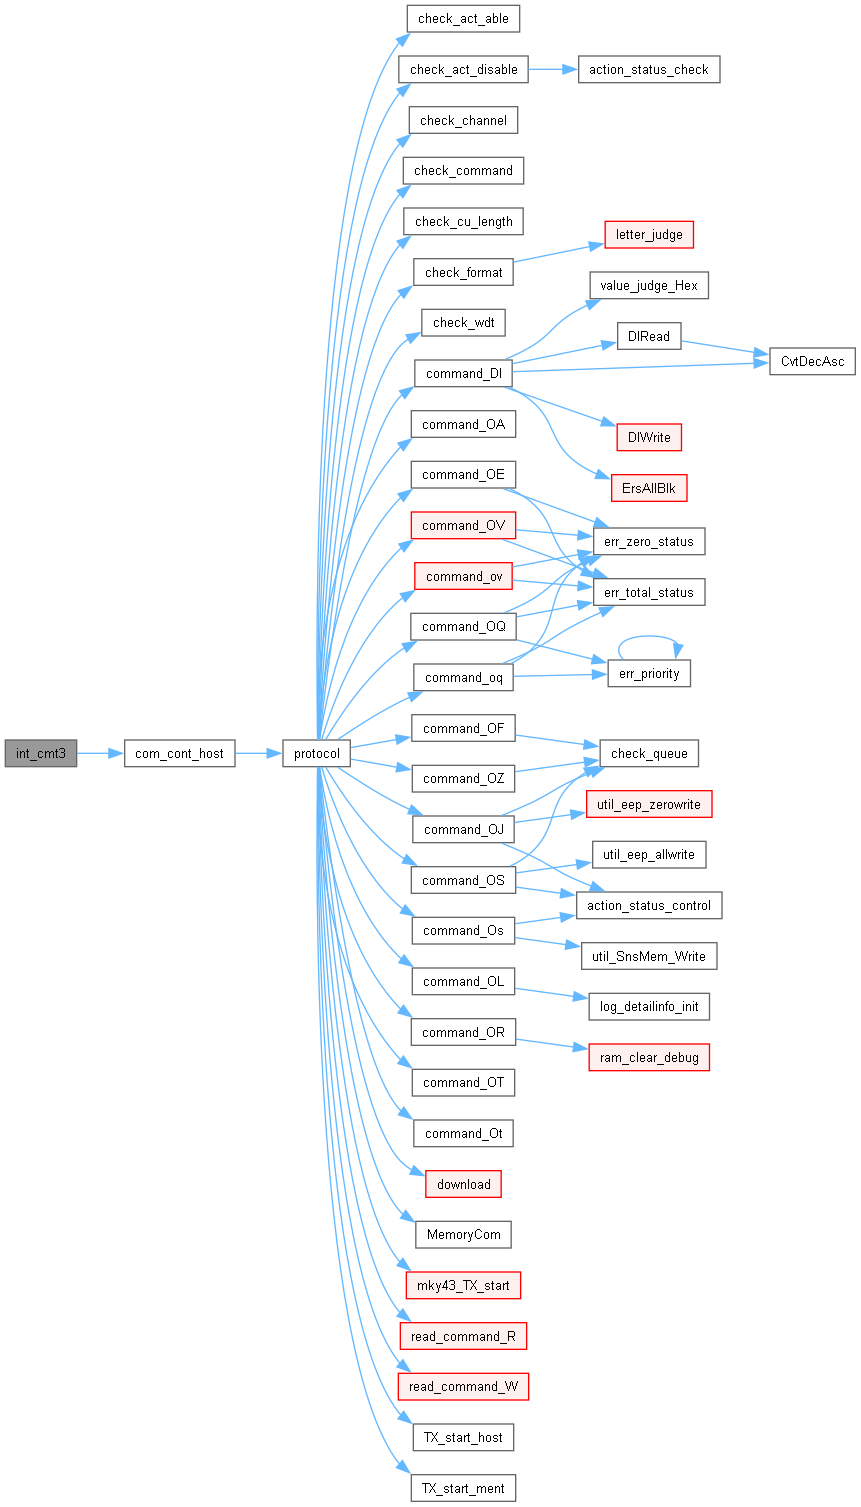 check_act_able
check_act_disable
action_status_check
check_channel
check_command
check_cu_length
letter_judge
check_format
value_judge_Hex
check_wdt
DIRead
CvtDecAsc
command_DI
command_OA
DIWrite
command_OE
ErsAllBlk
command_OV
err_zero_status
command_ov
err_total_status
command_OQ
command_oq
err_priority
command_OF
int_cmt3
com_cont_host
protocol
check_queue
command_OZ
util_eep_zerowrite
command_OJ
util_eep_allwrite
command_OS
action_status_control
command_Os
util_SnsMem_Write
command_OL
log_detailinfo_init
command_OR
ram_clear_debug
command_OT
command_Ot
download
MemoryCom
mky43_TX_start
read_command_R
read_command_W
TX_start_host
TX_start_ment